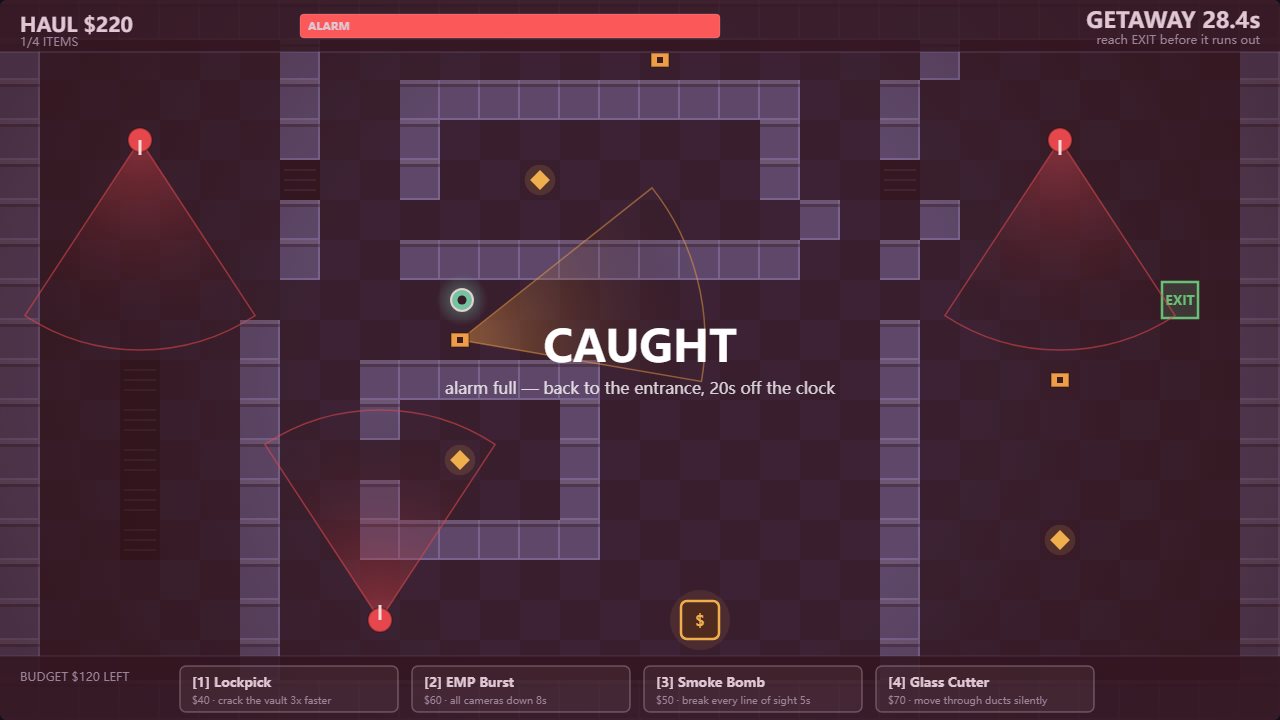 HAUL $220
1/4 ITEMS
ALARM
GETAWAY 28.4s
reach EXIT before it runs out
EXIT
CAUGHT
alarm full — back to the entrance, 20s off the clock
$
BUDGET $120 LEFT
[1] Lockpick
$40 · crack the vault 3x faster
[2] EMP Burst
$60 · all cameras down 8s
[3] Smoke Bomb
$50 · break every line of sight 5s
[4] Glass Cutter
$70 · move through ducts silently